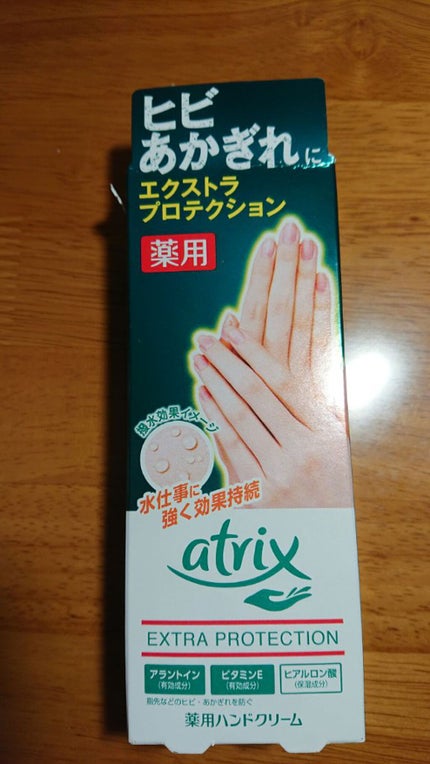 ヒビ
あかぎれに
エクストラ
プロテクション
薬用
撥水効果イメージ
水仕事に
強く効果持続
atrix
EXTRA PROTECTION
アラントイン
(有効成分)
ビタミンE
(有効成分)
ヒアルロン酸
(保湿成分)
指先などのヒビ・あかぎれを防ぐ
薬用ハンドクリーム